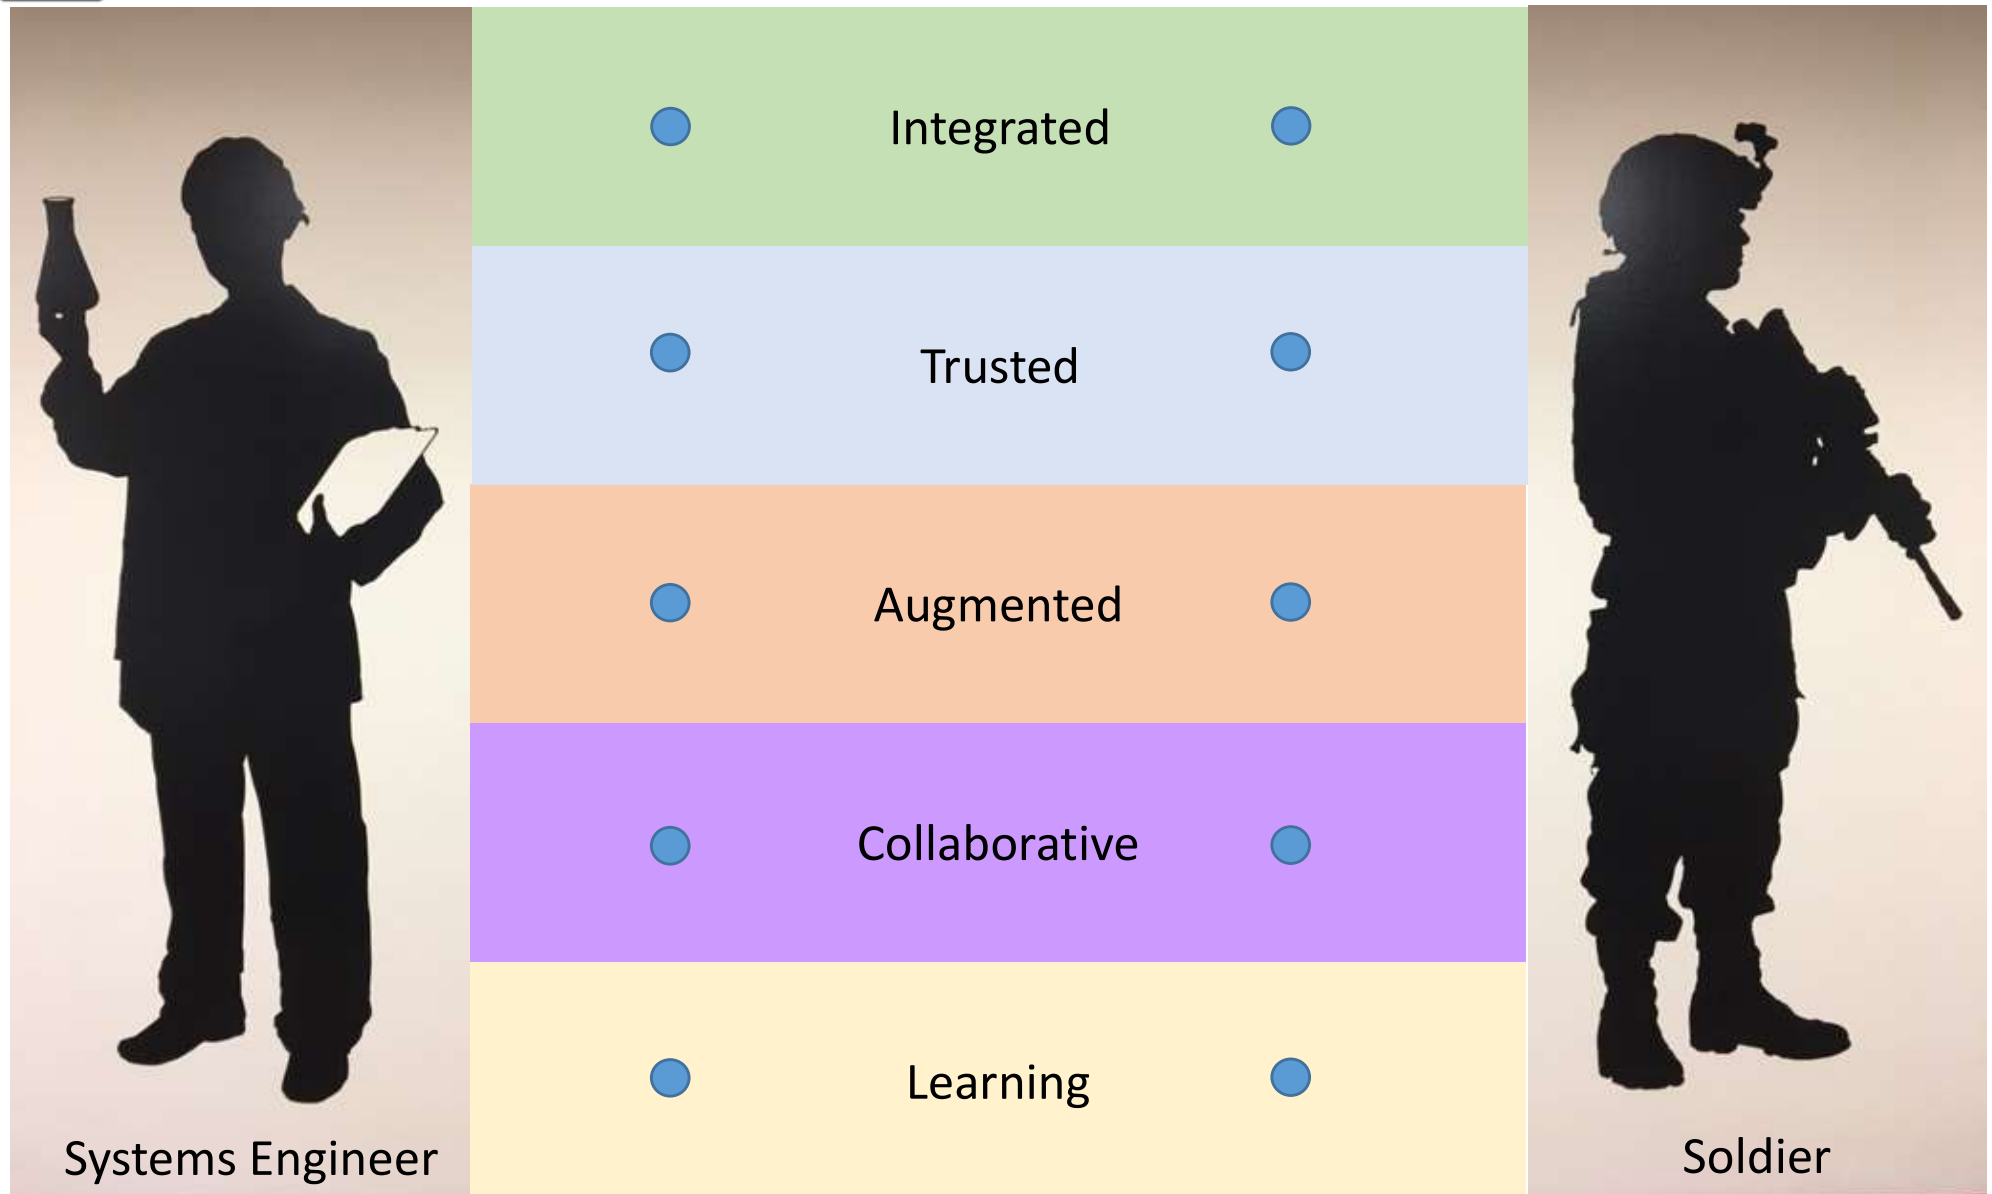 Integrated
Trusted
Augmented
Collaborative
Learning
Systems Engineer
Soldier